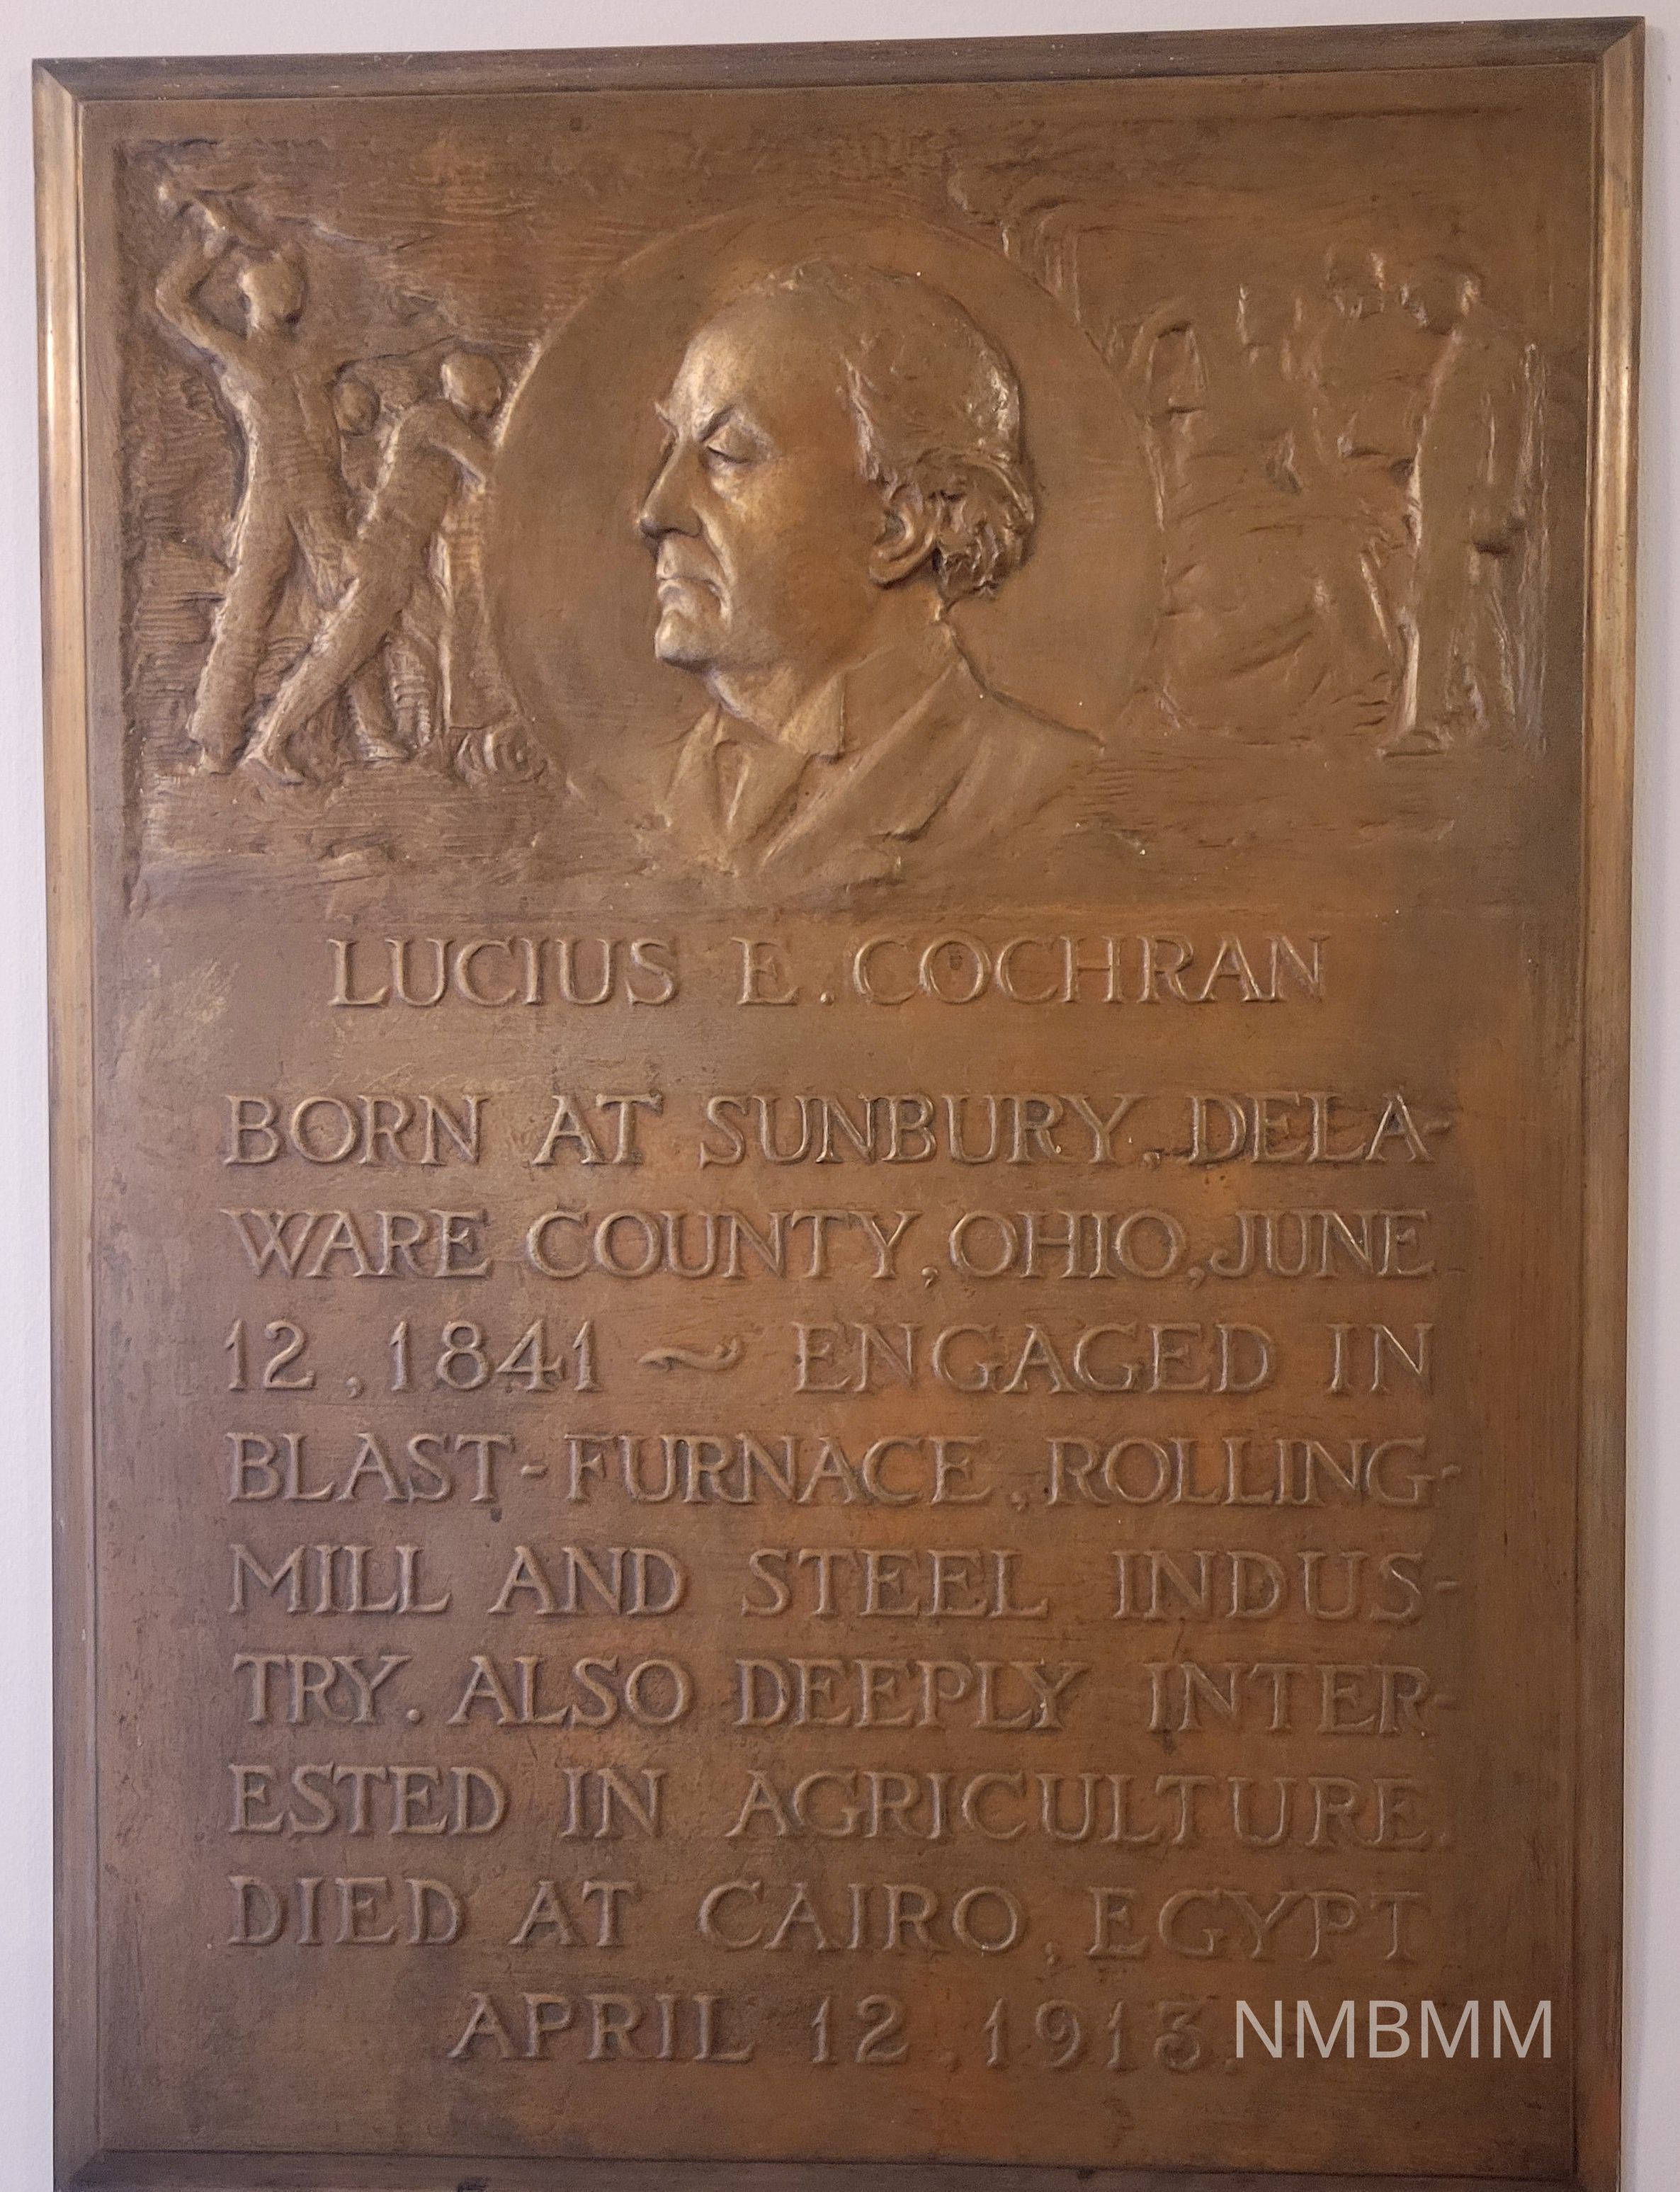 LUCIUS E. COCHRAN
BORN AT SUNBURY, DELA-
WARE COUNTY, OHIO, JUNE
12, 1841 ~ ENGAGED IN
BLAST-FURNACE, ROLLING-
MILL AND STEEL INDUS-
TRY. ALSO DEEPLY INTER-
ESTED IN AGRICULTURE.
DIED AT CAIRO, EGYPT
APRIL 12, 1913.
NMBMM